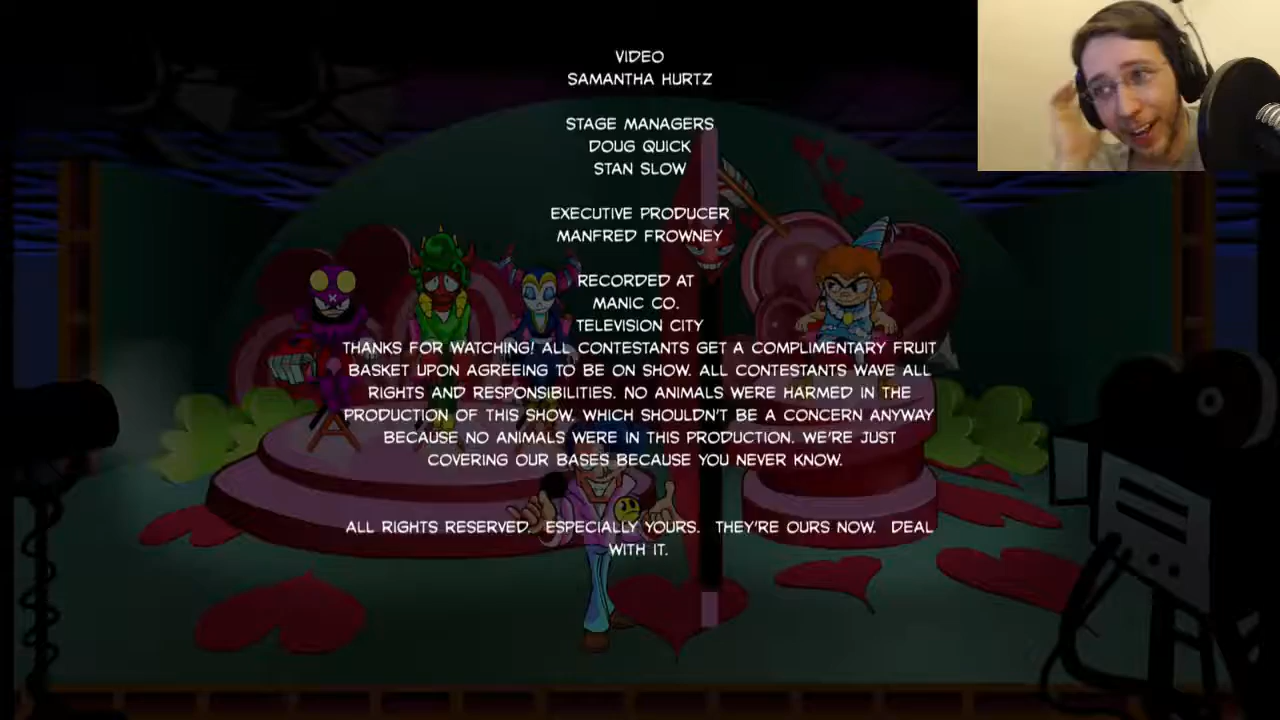 VIDEO
SAMANTHA HURTZ
STAGE MANAGERS
DOUG QUICK
STAN SLOW
EXECUTIVE PRODUCER
MANFRED FROWNEY
RECORDED AT
MANIC CO.
TELEVISION CITY
THANKS FOR WATCHING! ALL CONTESTANTS GET A COMPLIMENTARY FRUIT
BASKET UPON AGREEING TO BE ON SHOW. ALL CONTESTANTS WAVE ALL
RIGHTS AND RESPONSIBILITIES. NO ANIMALS WERE HARMED IN THE
PRODUCTION OF THIS SHOW. WHICH SHOULDN'T BE A CONCERN ANYWAY
BECAUSE NO ANIMALS WERE IN THIS PRODUCTION. WE'RE JUST
COVERING OUR BASES BECAUSE YOU NEVER KNOW.
ALL RIGHTS RESERVED. ESPECIALLY YOURS. THEY'RE OURS NOW. DEAL
WITH IT.